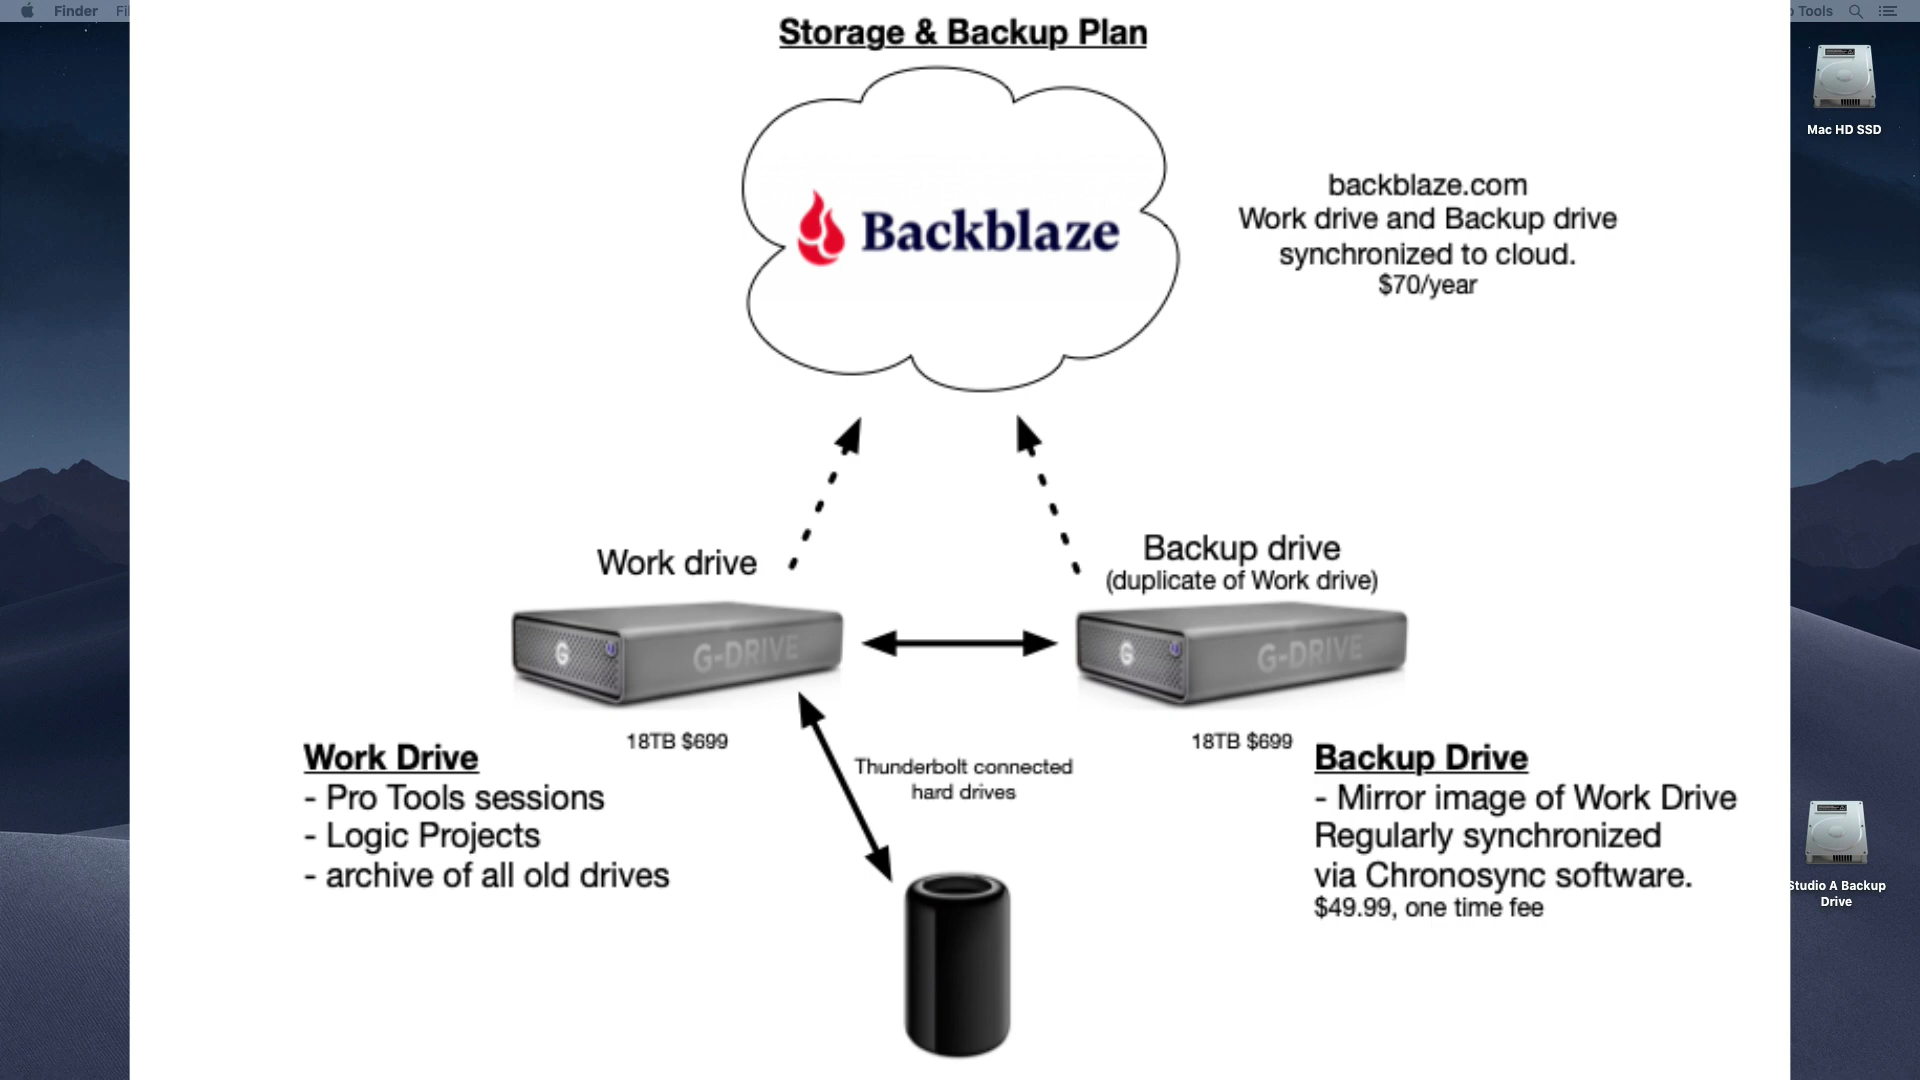 Finder
Fi
Tools
Storage & Backup Plan
Mac HD SSD
Backblaze
backblaze.com
Work drive and Backup drive
synchronized to cloud.
$70/year
Work drive
Backup drive
(duplicate of Work drive)
G
G-DRIVE
G
G-DRIVE
18TB $699
18TB $699
Work Drive
- Pro Tools sessions
- Logic Projects
- archive of all old drives
Thunderbolt connected
hard drives
Backup Drive
- Mirror image of Work Drive
Regularly synchronized
via Chronosync software.
$49.99, one time fee
Studio A Backup
Drive